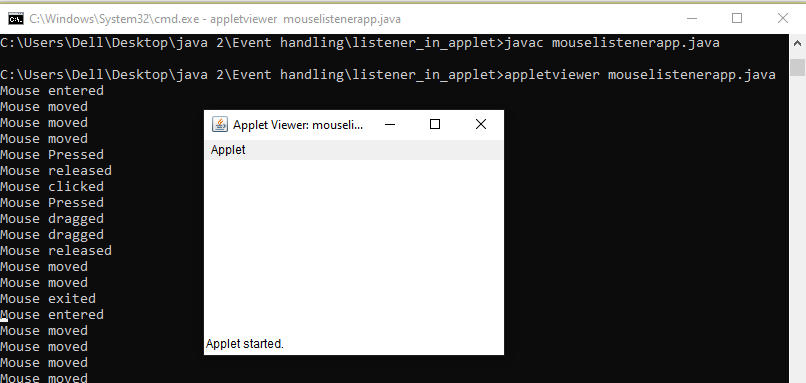 C:\Windows\System32\cmd.exe - appletviewer  mouselistenerapp.java
C:\Users\Dell\Desktop\java 2\Event handling\listener_in_applet>javac mouselistenerapp.java
C:\Users\Dell\Desktop\java 2\Event handling\listener_in_applet>appletviewer mouselistenerapp.java
Mouse entered
Mouse moved
Mouse moved
Mouse moved
Mouse Pressed
Mouse released
Mouse clicked
Mouse Pressed
Mouse dragged
Mouse dragged
Mouse released
Mouse moved
Mouse moved
Mouse exited
Mouse entered
Mouse moved
Mouse moved
Mouse moved
Mouse moved
Applet Viewer: mouseli...
Applet
Applet started.